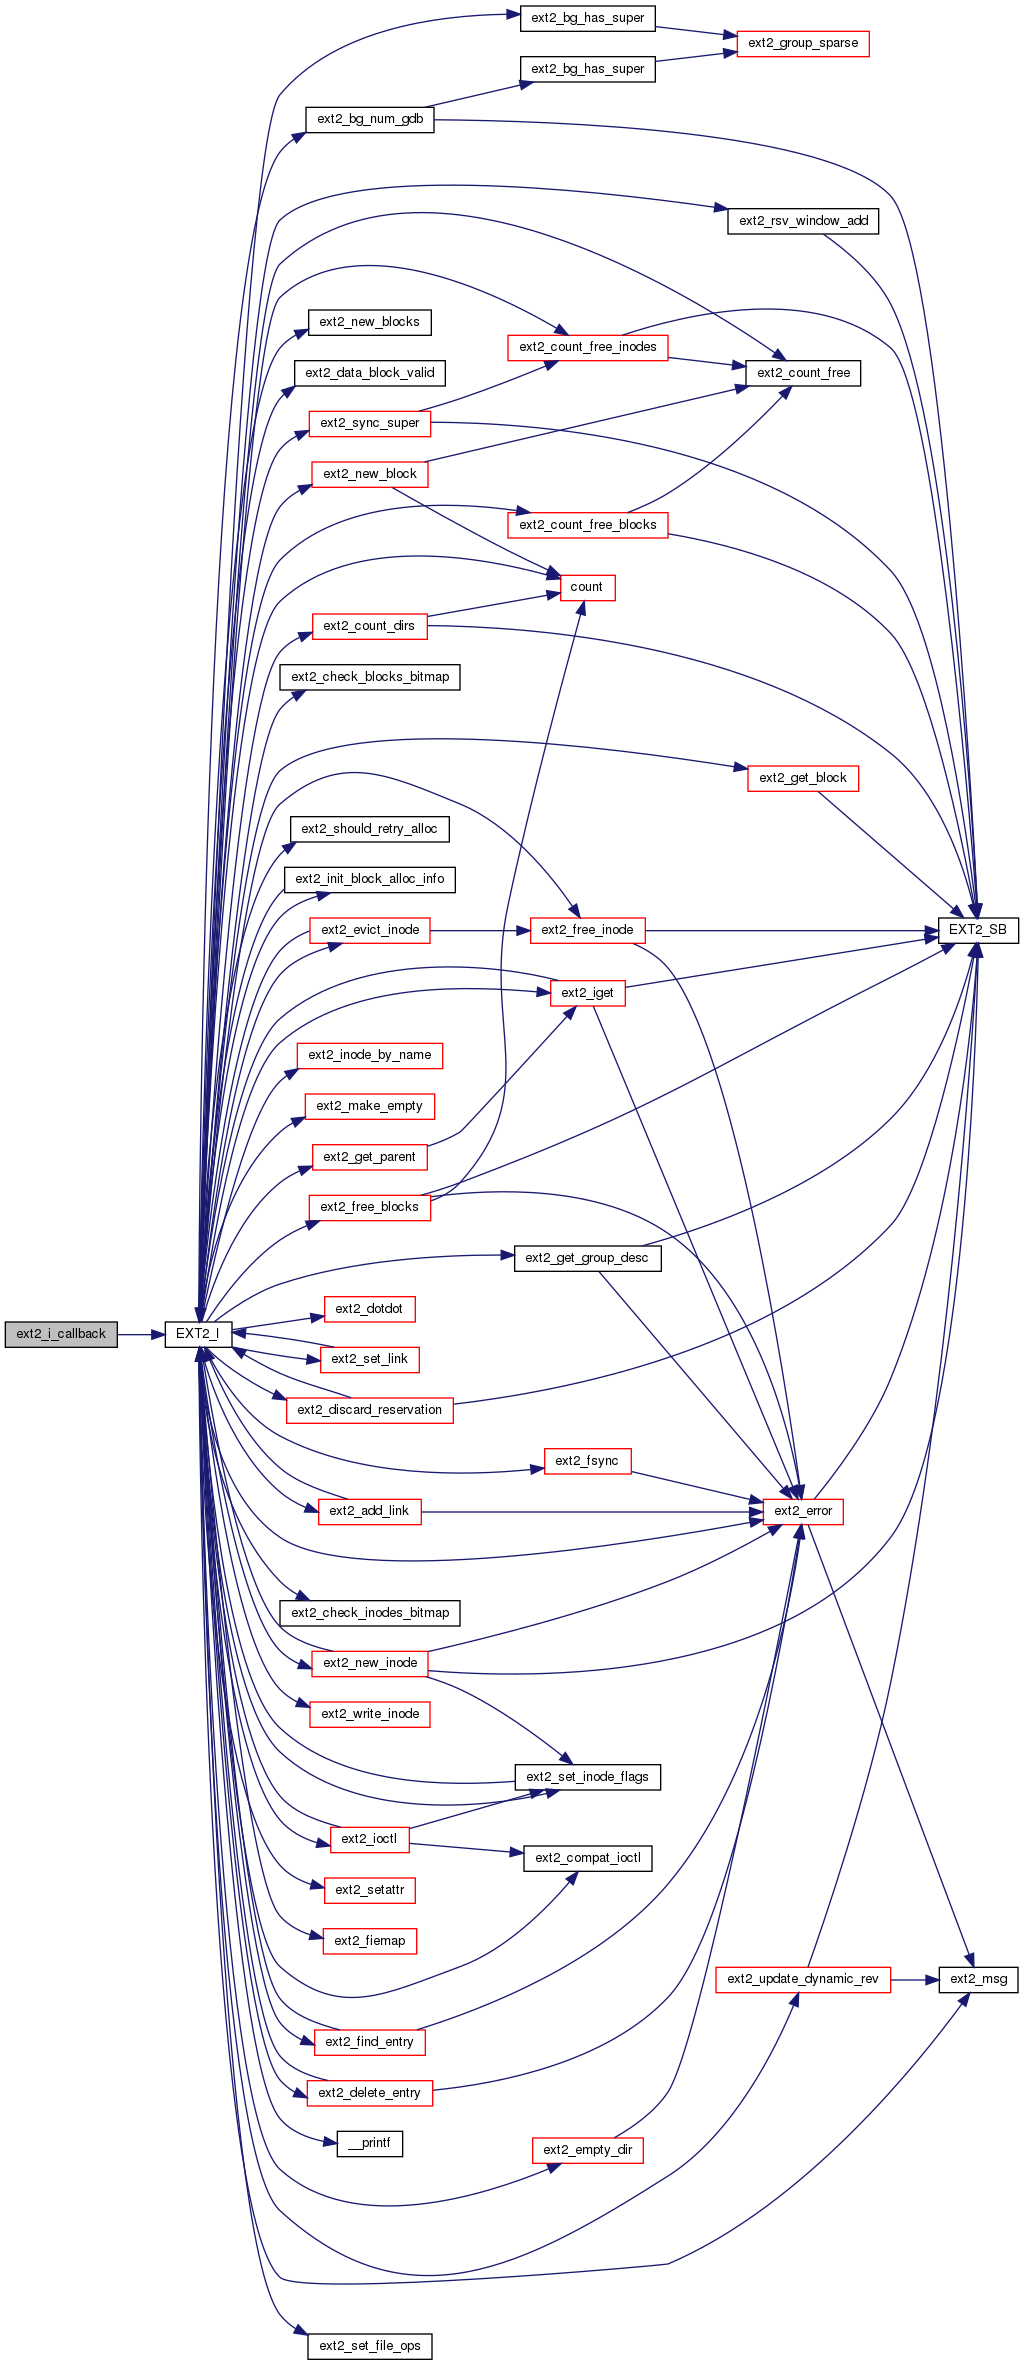 ext2_bg_has_super
ext2_group_sparse
ext2_bg_has_super
ext2_bg_num_gdb
ext2_rsv_window_add
ext2_new_blocks
ext2_count_free_inodes
ext2_data_block_valid
ext2_count_free
ext2_sync_super
ext2_new_block
ext2_count_free_blocks
count
ext2_count_dirs
ext2_check_blocks_bitmap
ext2_get_block
ext2_should_retry_alloc
ext2_init_block_alloc_info
ext2_evict_inode
ext2_free_inode
EXT2_SB
ext2_iget
ext2_inode_by_name
ext2_make_empty
ext2_get_parent
ext2_free_blocks
ext2_get_group_desc
ext2_dotdot
ext2_i_callback
EXT2_I
ext2_set_link
ext2_discard_reservation
ext2_fsync
ext2_add_link
ext2_error
ext2_check_inodes_bitmap
ext2_new_inode
ext2_write_inode
ext2_set_inode_flags
ext2_ioctl
ext2_compat_ioctl
ext2_setattr
ext2_fiemap
ext2_update_dynamic_rev
ext2_msg
ext2_find_entry
ext2_delete_entry
__printf
ext2_empty_dir
ext2_set_file_ops